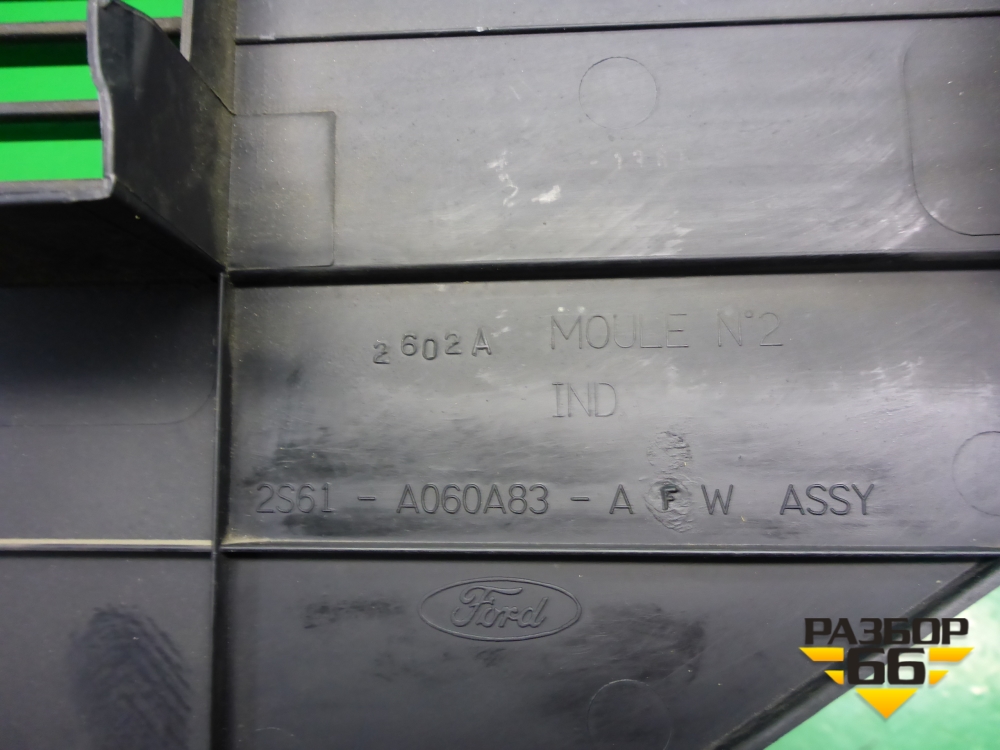 2602A MOULE N°2
IND
2S61 - A060A83 - A F W ASSY
Ford
РАЗБОР
66